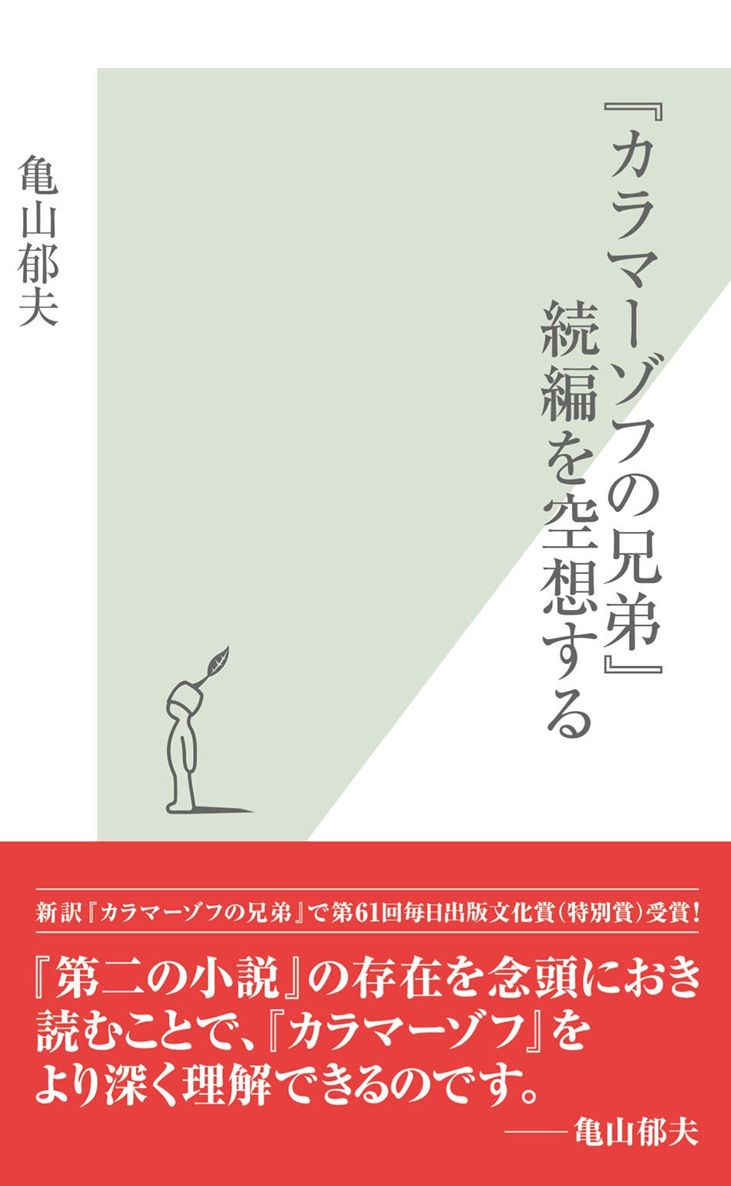 『カラマーゾフの兄弟』
続編を空想する
亀山郁夫
新訳『カラマーゾフの兄弟』で第61回毎日出版文化賞(特別賞)受賞!
『第二の小説』の存在を念頭におき
読むことで、『カラマーゾフ』を
より深く理解できるのです。
——亀山郁夫